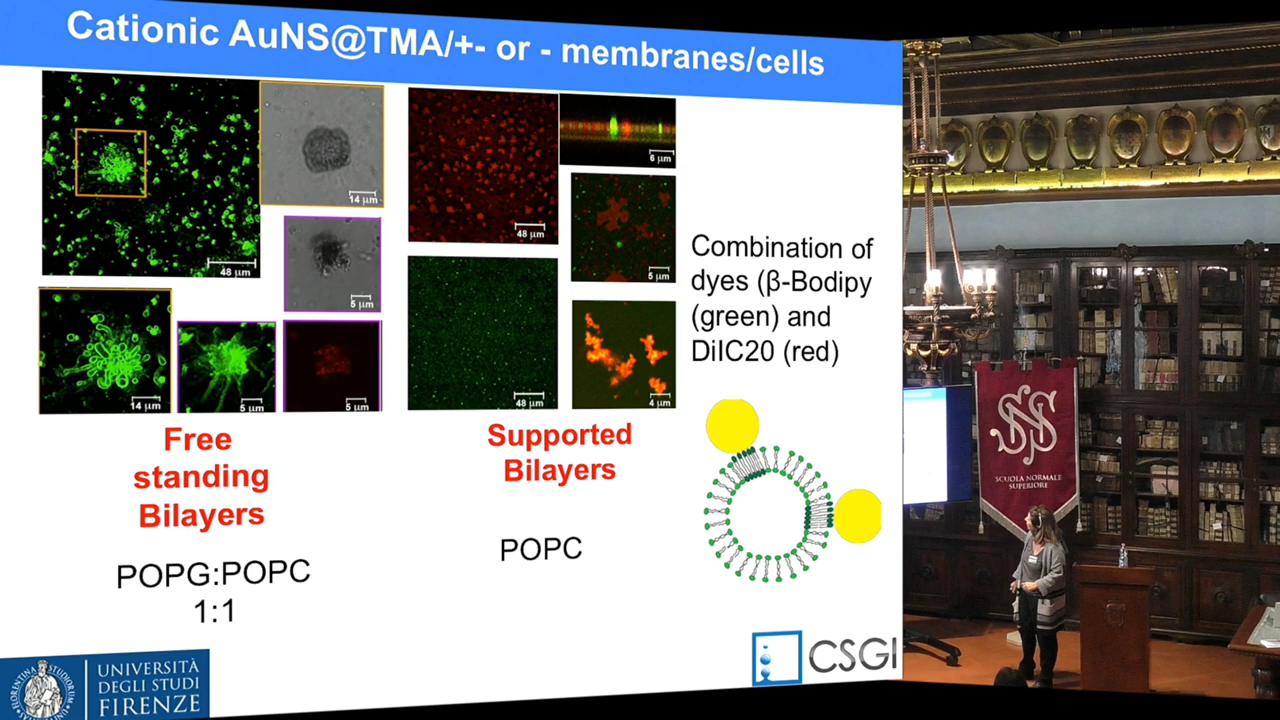 Cationic AuNS@TMA/+- or - membranes/cells
48 µm
14 µm
5 µm
14 µm
5 µm
5 µm
48 µm
6 µm
5 µm
48 µm
4 µm
Combination of
dyes (β-Bodipy
(green) and
DiIC20 (red)
Free
standing
Bilayers
Supported
Bilayers
POPG:POPC
1:1
POPC
UNIVERSITÀ
DEGLI STUDI
FIRENZE
CSGI
SNS
SCUOLA NORMALE
SUPERIORE